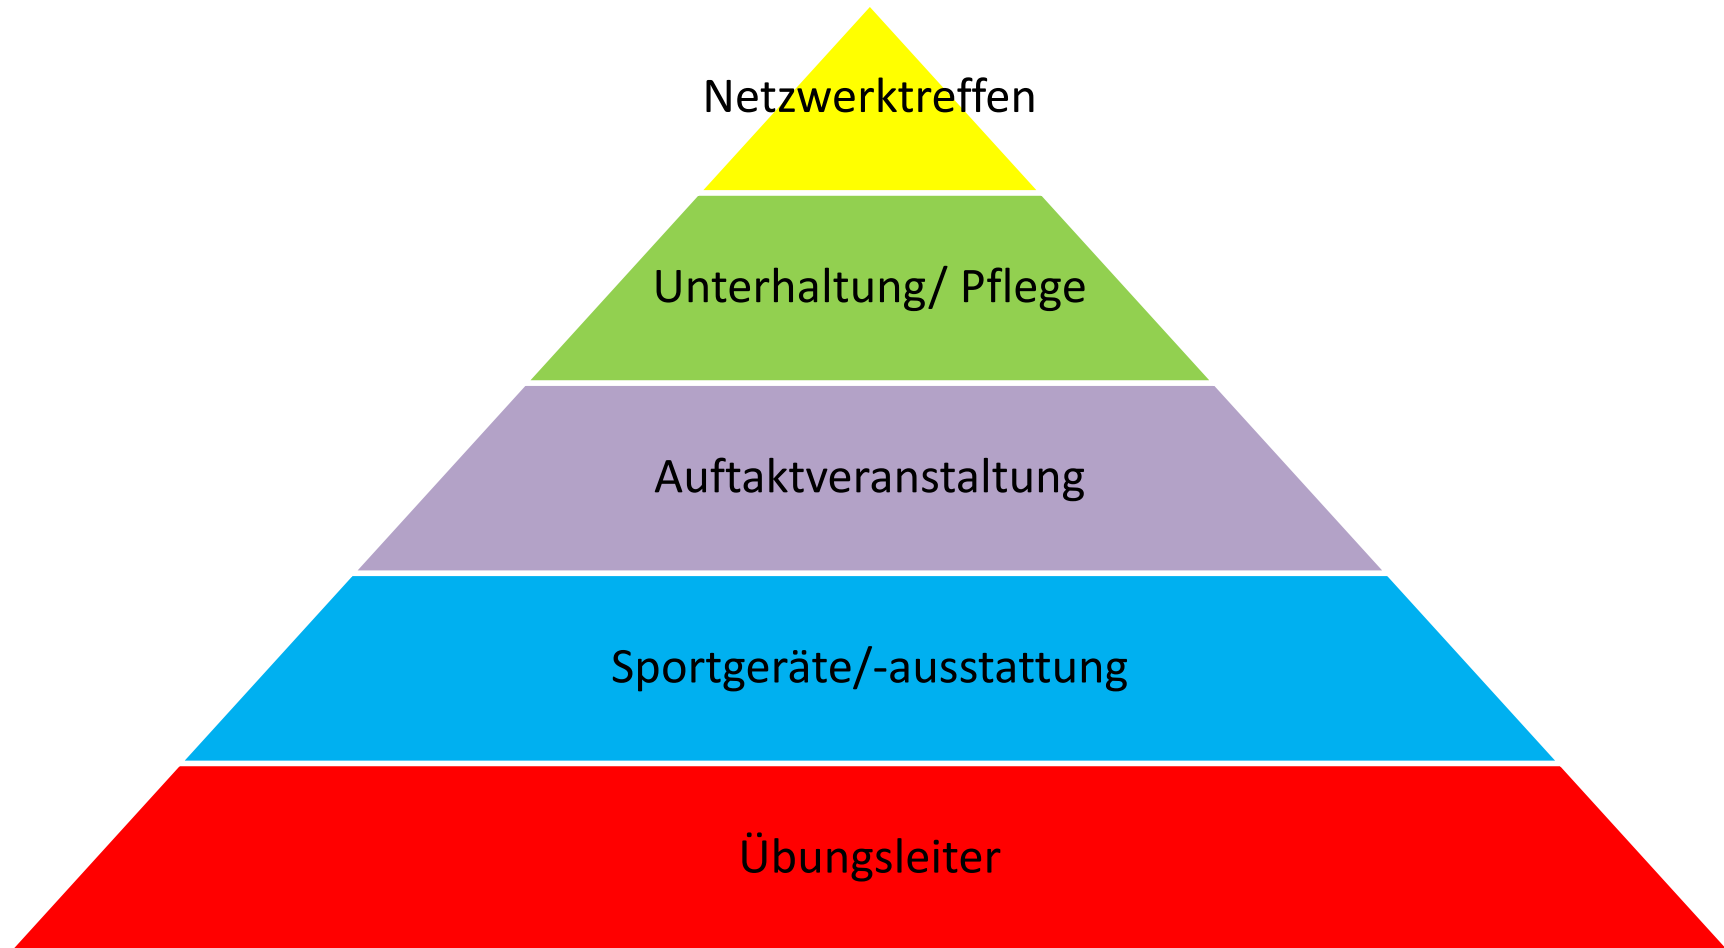 Netzwerktreffen
Unterhaltung/ Pflege
Auftaktveranstaltung
Sportgeräte/-ausstattung
Übungsleiter